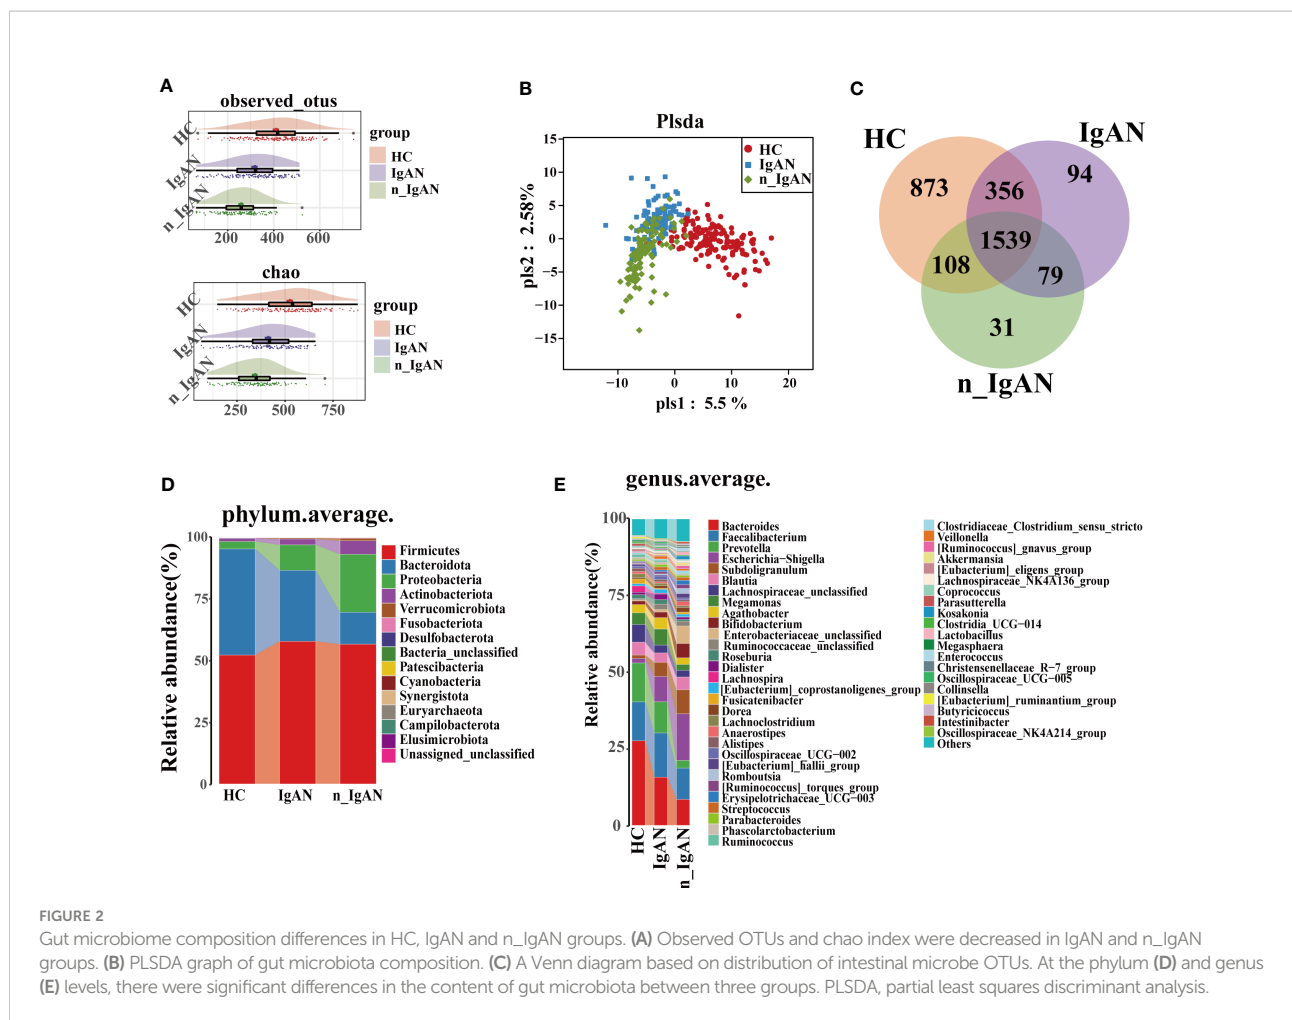 A
observed_otus
HC
IgAN
n_IgAN
200 400 600
group
HC
IgAN
n_IgAN
chao
HC
IgAN
n_IgAN
250 500 750
group
HC
IgAN
n_IgAN
B
Plsda
HC
IgAN
n_IgAN
15
10
5
0
−5
−10
−15
pls2 : 2.58%
−10 0 10 20
pls1 : 5.5 %
C
HC
IgAN
873
356
94
1539
108
79
31
n_IgAN
D
phylum.average.
Relative abundance(%)
100
75
50
25
0
HC IgAN n_IgAN
Firmicutes
Bacteroidota
Proteobacteria
Actinobacteriota
Verrucomicrobiota
Fusobacteriota
Desulfobacterota
Bacteria_unclassified
Patescibacteria
Cyanobacteria
Synergistota
Euryarchaeota
Campilobacterota
Elusimicrobiota
Unassigned_unclassified
E
genus.average.
Relative abundance(%)
100
75
50
25
0
HC
IgAN
n_IgAN
Bacteroides
Faecalibacterium
Prevotella
Escherichia−Shigella
Subdoligranulum
Blautia
Lachnospiraceae_unclassified
Megamonas
Agathobacter
Bifidobacterium
Enterobacteriaceae_unclassified
Ruminococcaceae_unclassified
Roseburia
Dialister
Lachnospira
[Eubacterium]_coprostanoligenes_group
Fusicatenibacter
Dorea
Lachnoclostridium
Anaerostipes
Alistipes
Oscillospiraceae_UCG−002
[Eubacterium]_hallii_group
Romboutsia
[Ruminococcus]_torques_group
Erysipelotrichaceae_UCG−003
Streptococcus
Parabacteroides
Phascolarctobacterium
Ruminococcus
Clostridiaceae_Clostridium_sensu_stricto
Veillonella
[Ruminococcus]_gnavus_group
Akkermansia
[Eubacterium]_eligens_group
Lachnospiraceae_NK4A136_group
Coprococcus
Parasutterella
Kosakonia
Clostridia_UCG−014
Lactobacillus
Megasphaera
Enterococcus
Christensenellaceae_R−7_group
Oscillospiraceae_UCG−005
Collinsella
[Eubacterium]_ruminantium_group
Butyricicoccus
Intestinibacter
Oscillospiraceae_NK4A214_group
Others
FIGURE 2
Gut microbiome composition differences in HC, IgAN and n_IgAN groups. (A) Observed OTUs and chao index were decreased in IgAN and n_IgAN
groups. (B) PLSDA graph of gut microbiota composition. (C) A Venn diagram based on distribution of intestinal microbe OTUs. At the phylum (D) and genus
(E) levels, there were significant differences in the content of gut microbiota between three groups. PLSDA, partial least squares discriminant analysis.